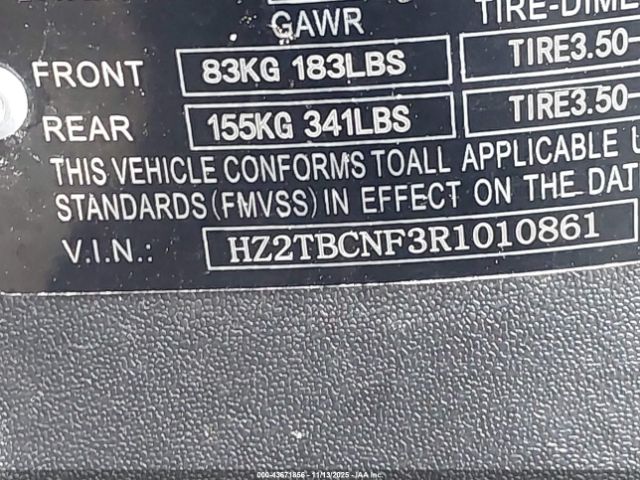 GAWR TIRE-DIME
FRONT 83KG 183LBS TIRE3.50-
REAR 155KG 341LBS TIRE3.50-
THIS VEHICLE CONFORMS TOALL APPLICABLE U
STANDARDS (FMVSS) IN EFFECT ON THE DAT
V.I.N.: HZ2TBCNF3R1010861
000-43671856 - 11/13/2025 - Copyright IAA, Inc.